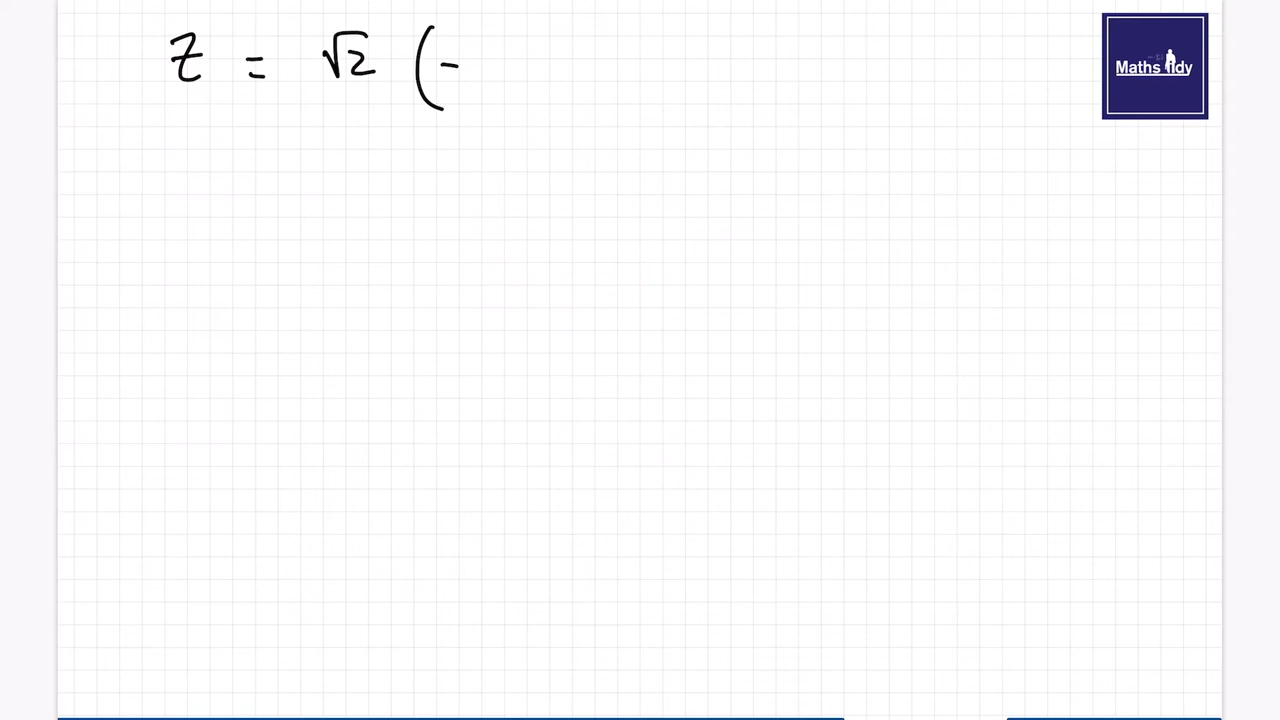 Z = √2 (-
Maths Tidy